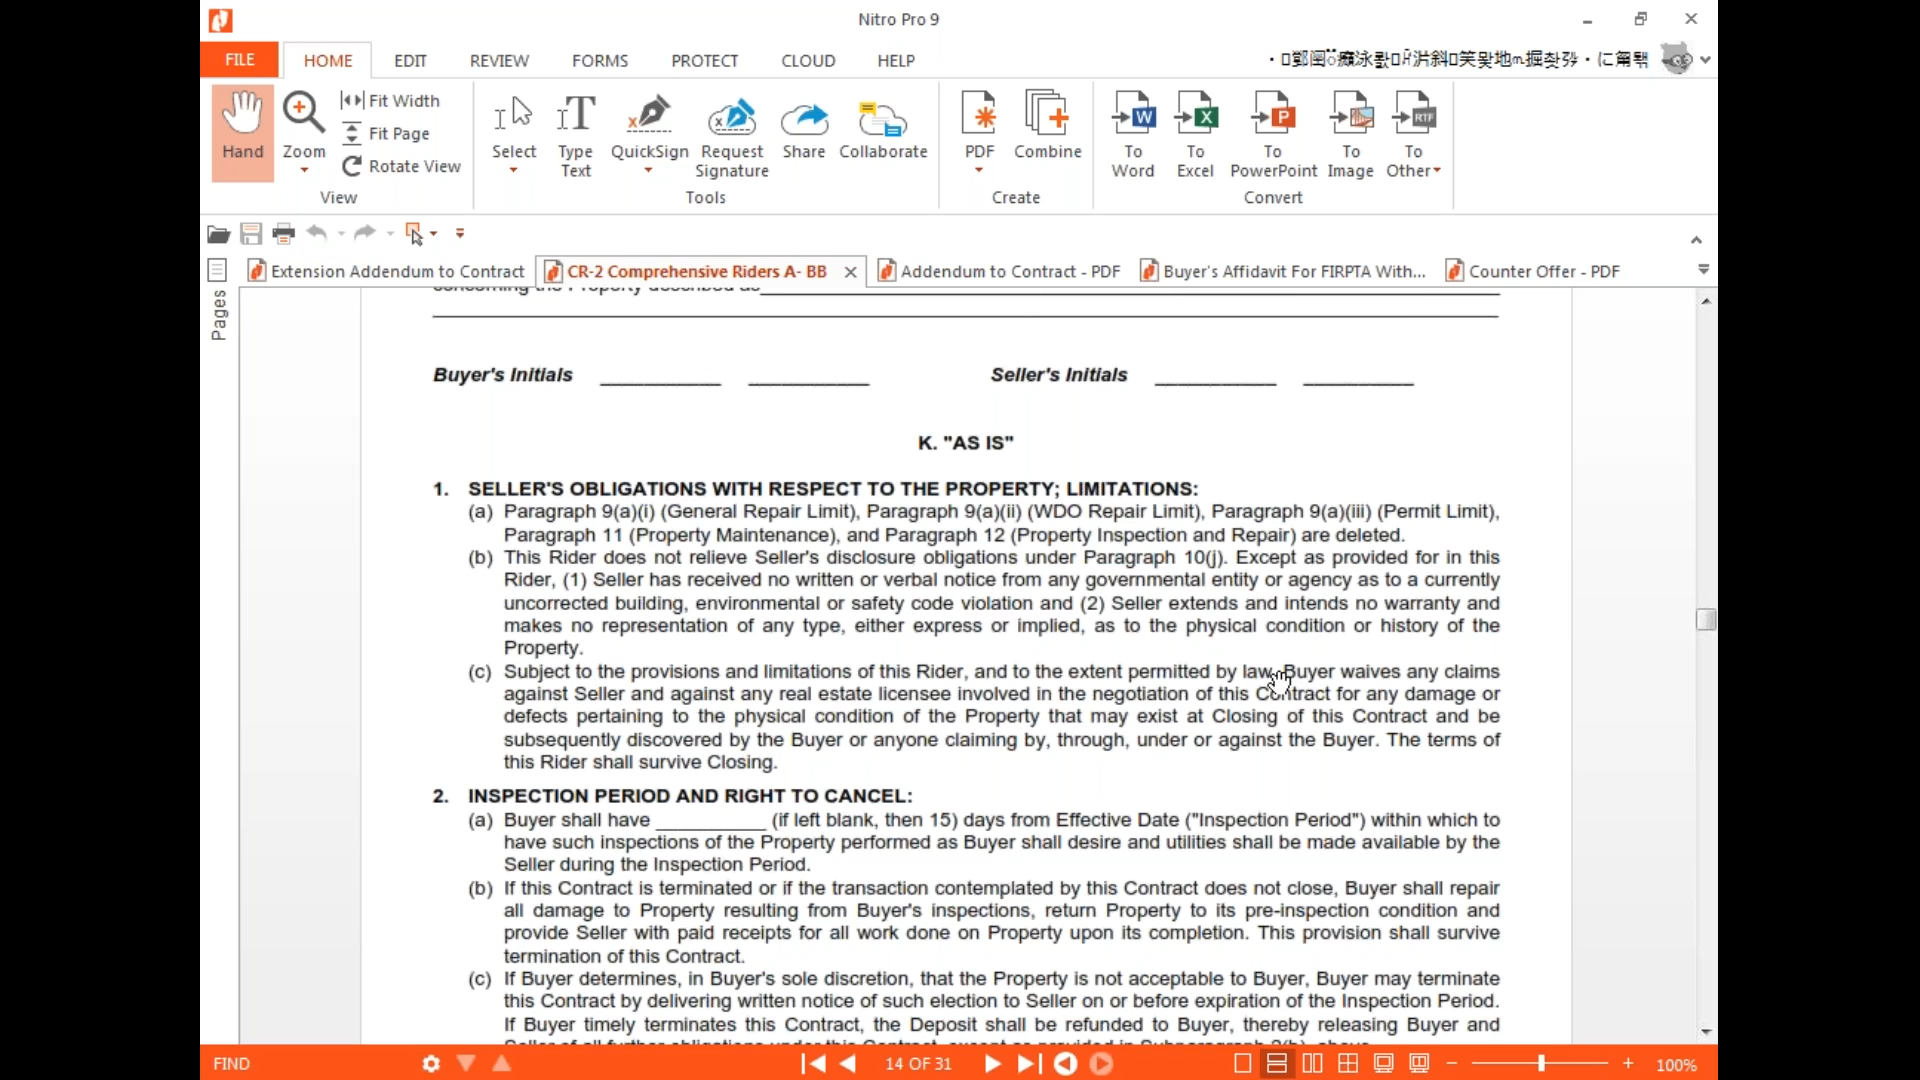 Nitro Pro 9
FILE HOME EDIT REVIEW FORMS PROTECT CLOUD HELP
Hand
Zoom
Fit Width
Fit Page
Rotate View
View
Select
Type Text
QuickSign
Request Signature
Share
Collaborate
Tools
PDF
Combine
Create
To Word
To Excel
To PowerPoint
To Image
To Other
Convert
Pages
Extension Addendum to Contract
CR-2 Comprehensive Riders A- BB
Addendum to Contract - PDF
Buyer's Affidavit For FIRPTA With...
Counter Offer - PDF
Buyer's Initials Seller's Initials
K. "AS IS"
1. SELLER'S OBLIGATIONS WITH RESPECT TO THE PROPERTY; LIMITATIONS:
(a) Paragraph 9(a)(i) (General Repair Limit), Paragraph 9(a)(ii) (WDO Repair Limit), Paragraph 9(a)(iii) (Permit Limit),
Paragraph 11 (Property Maintenance), and Paragraph 12 (Property Inspection and Repair) are deleted.
(b) This Rider does not relieve Seller's disclosure obligations under Paragraph 10(j). Except as provided for in this
Rider, (1) Seller has received no written or verbal notice from any governmental entity or agency as to a currently
uncorrected building, environmental or safety code violation and (2) Seller extends and intends no warranty and
makes no representation of any type, either express or implied, as to the physical condition or history of the
Property.
(c) Subject to the provisions and limitations of this Rider, and to the extent permitted by law, Buyer waives any claims
against Seller and against any real estate licensee involved in the negotiation of this Contract for any damage or
defects pertaining to the physical condition of the Property that may exist at Closing of this Contract and be
subsequently discovered by the Buyer or anyone claiming by, through, under or against the Buyer. The terms of
this Rider shall survive Closing.
2. INSPECTION PERIOD AND RIGHT TO CANCEL:
(a) Buyer shall have __________ (if left blank, then 15) days from Effective Date ("Inspection Period") within which to
have such inspections of the Property performed as Buyer shall desire and utilities shall be made available by the
Seller during the Inspection Period.
(b) If this Contract is terminated or if the transaction contemplated by this Contract does not close, Buyer shall repair
all damage to Property resulting from Buyer's inspections, return Property to its pre-inspection condition and
provide Seller with paid receipts for all work done on Property upon its completion. This provision shall survive
termination of this Contract.
(c) If Buyer determines, in Buyer's sole discretion, that the Property is not acceptable to Buyer, Buyer may terminate
this Contract by delivering written notice of such election to Seller on or before expiration of the Inspection Period.
If Buyer timely terminates this Contract, the Deposit shall be refunded to Buyer, thereby releasing Buyer and
FIND
14 OF 31
100%